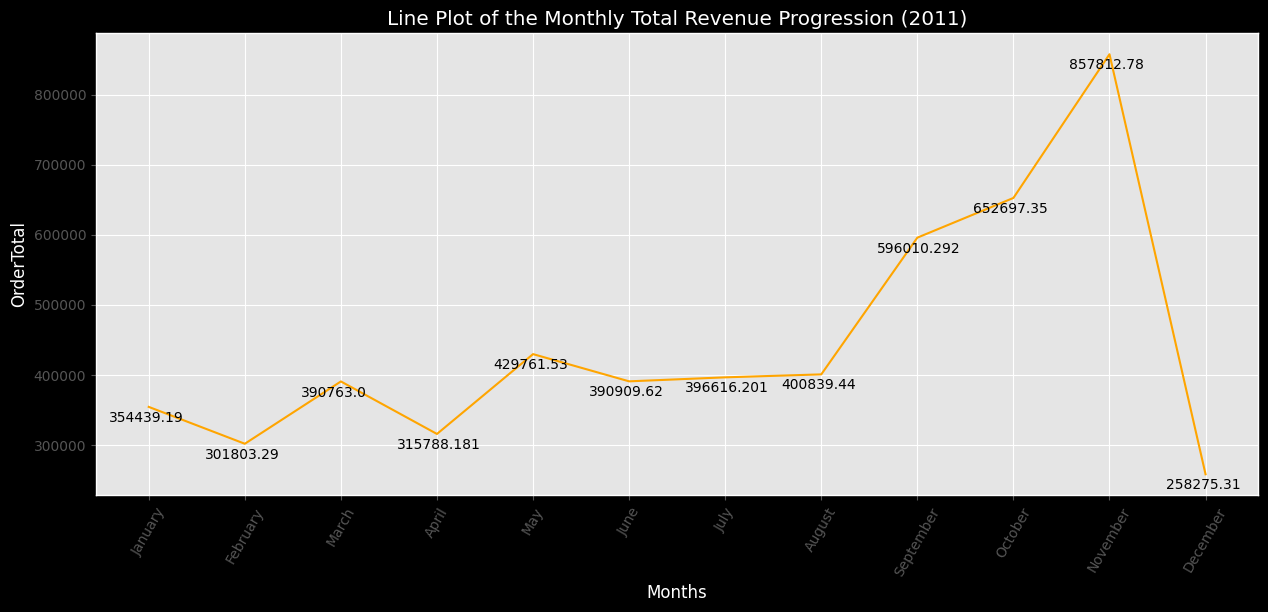 Line Plot of the Monthly Total Revenue Progression (2011)
OrderTotal
800000
700000
600000
500000
400000
300000
354439.19
301803.29
390763.0
315788.181
429761.53
390909.62
396616.201
400839.44
596010.292
652697.35
857812.78
258275.31
January
February
March
April
May
June
July
August
September
October
November
December
Months